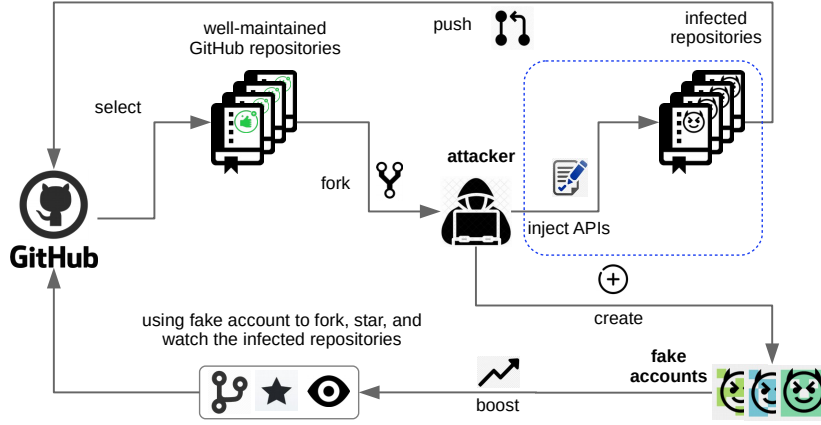 well-maintained
GitHub repositories
push
infected
repositories
select
fork
attacker
inject APIs
GitHub
create
using fake account to fork, star, and
watch the infected repositories
fake
accounts
boost